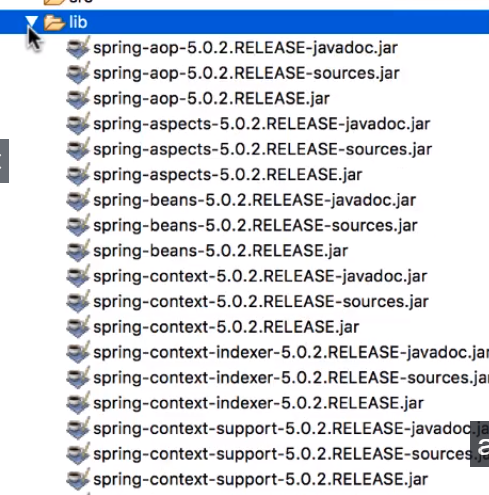 lib
spring-aop-5.0.2.RELEASE-javadoc.jar
spring-aop-5.0.2.RELEASE-sources.jar
spring-aop-5.0.2.RELEASE.jar
spring-aspects-5.0.2.RELEASE-javadoc.jar
spring-aspects-5.0.2.RELEASE-sources.jar
spring-aspects-5.0.2.RELEASE.jar
spring-beans-5.0.2.RELEASE-javadoc.jar
spring-beans-5.0.2.RELEASE-sources.jar
spring-beans-5.0.2.RELEASE.jar
spring-context-5.0.2.RELEASE-javadoc.jar
spring-context-5.0.2.RELEASE-sources.jar
spring-context-5.0.2.RELEASE.jar
spring-context-indexer-5.0.2.RELEASE-javadoc.jar
spring-context-indexer-5.0.2.RELEASE-sources.jar
spring-context-indexer-5.0.2.RELEASE.jar
spring-context-support-5.0.2.RELEASE-javadoc
spring-context-support-5.0.2.RELEASE-sources
spring-context-support-5.0.2.RELEASE.jar